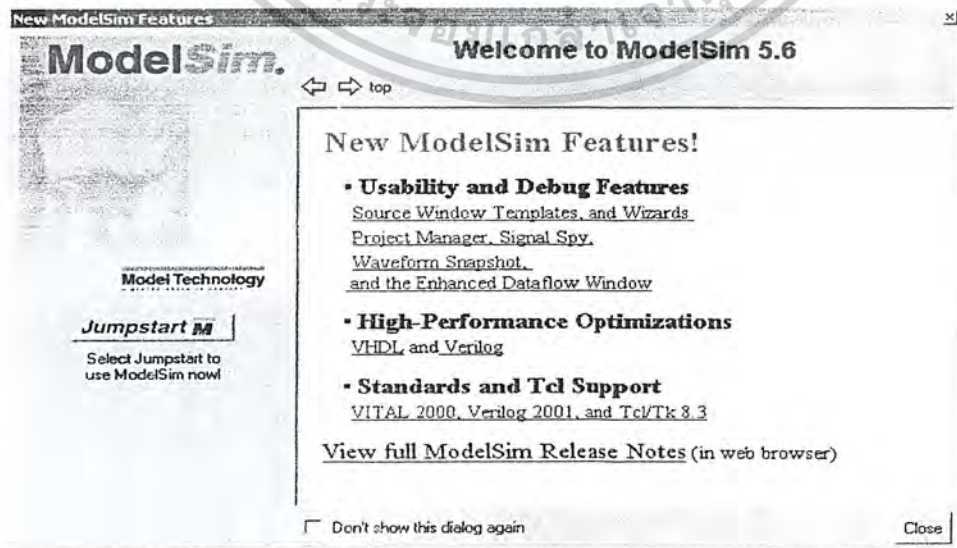 New ModelSim Features
ModelSim.
Welcome to ModelSim 5.6
top
New ModelSim Features!
• Usability and Debug Features
Source Window Templates, and Wizards
Project Manager, Signal Spy,
Waveform Snapshot,
and the Enhanced Dataflow Window
• High-Performance Optimizations
VHDL and Verilog
• Standards and Tcl Support
VITAL 2000, Verilog 2001, and Tcl/Tk 8.3
View full ModelSim Release Notes (in web browser)
Model Technology
Jumpstart M
Select Jumpstart to
use ModelSim now!
Don't show this dialog again
Close